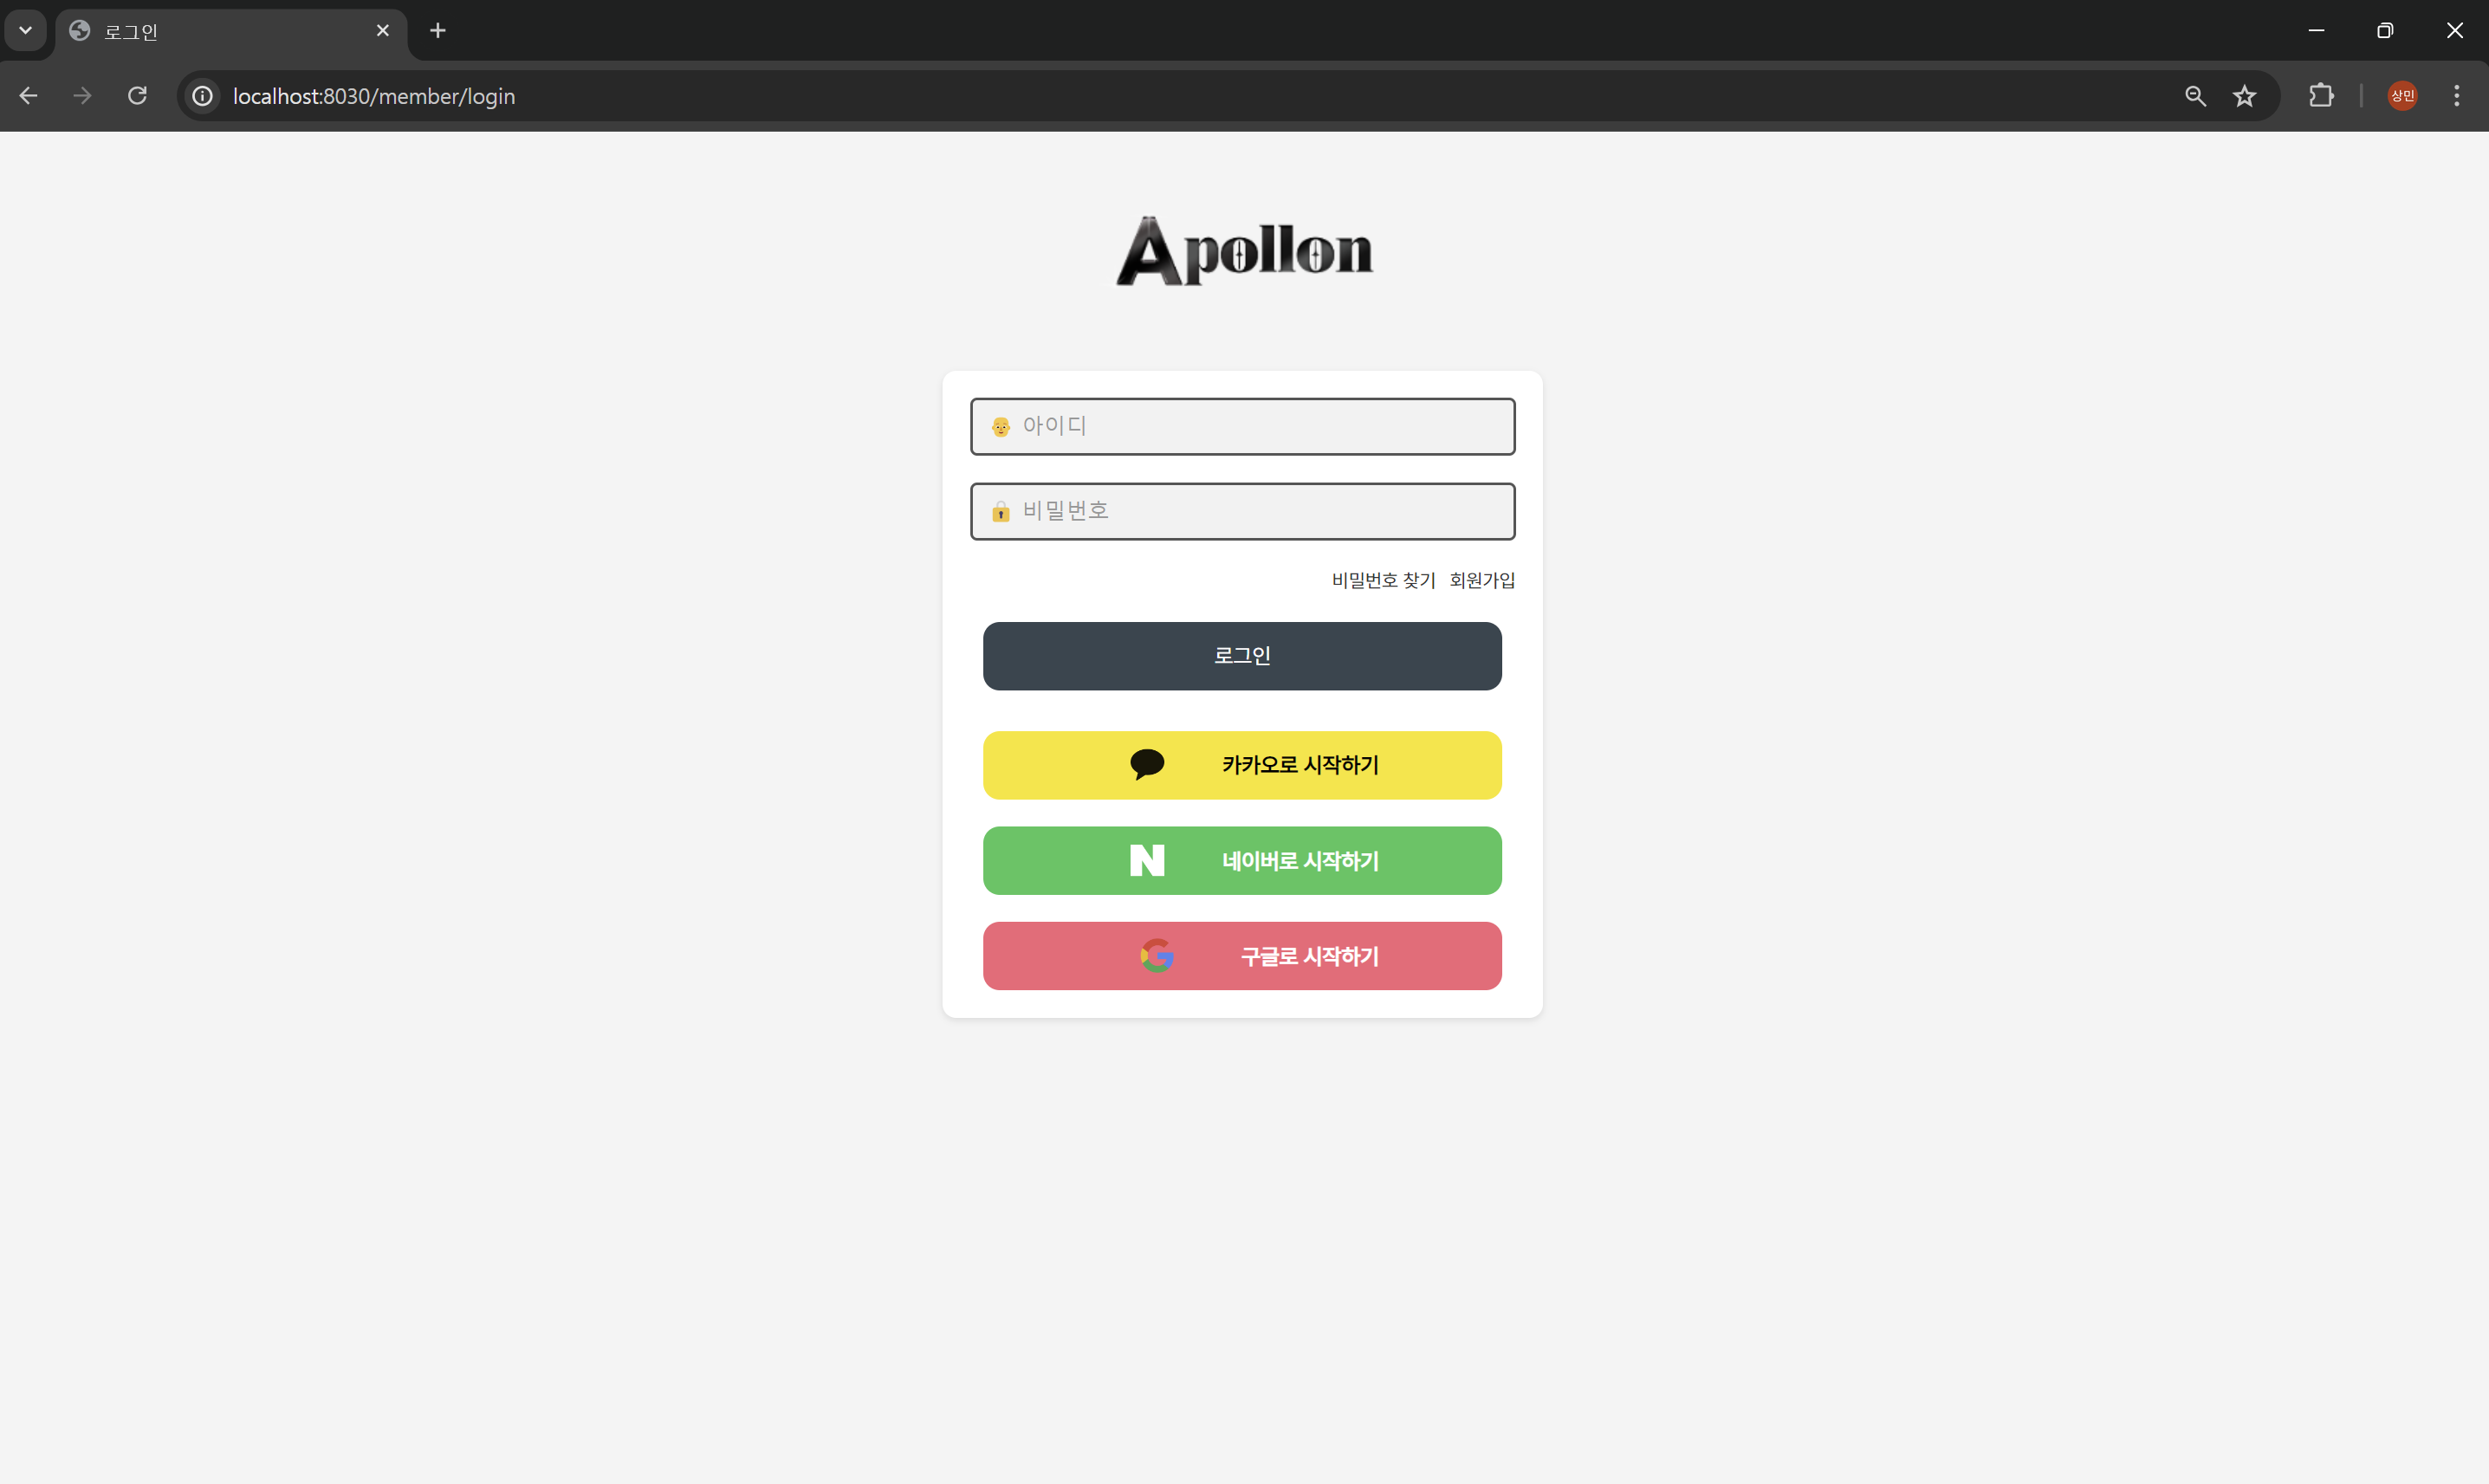 로그인
localhost:8030/member/login
상민
Apollon
아이디
비밀번호
비밀번호 찾기 회원가입
로그인
카카오로 시작하기
N 네이버로 시작하기
G 구글로 시작하기